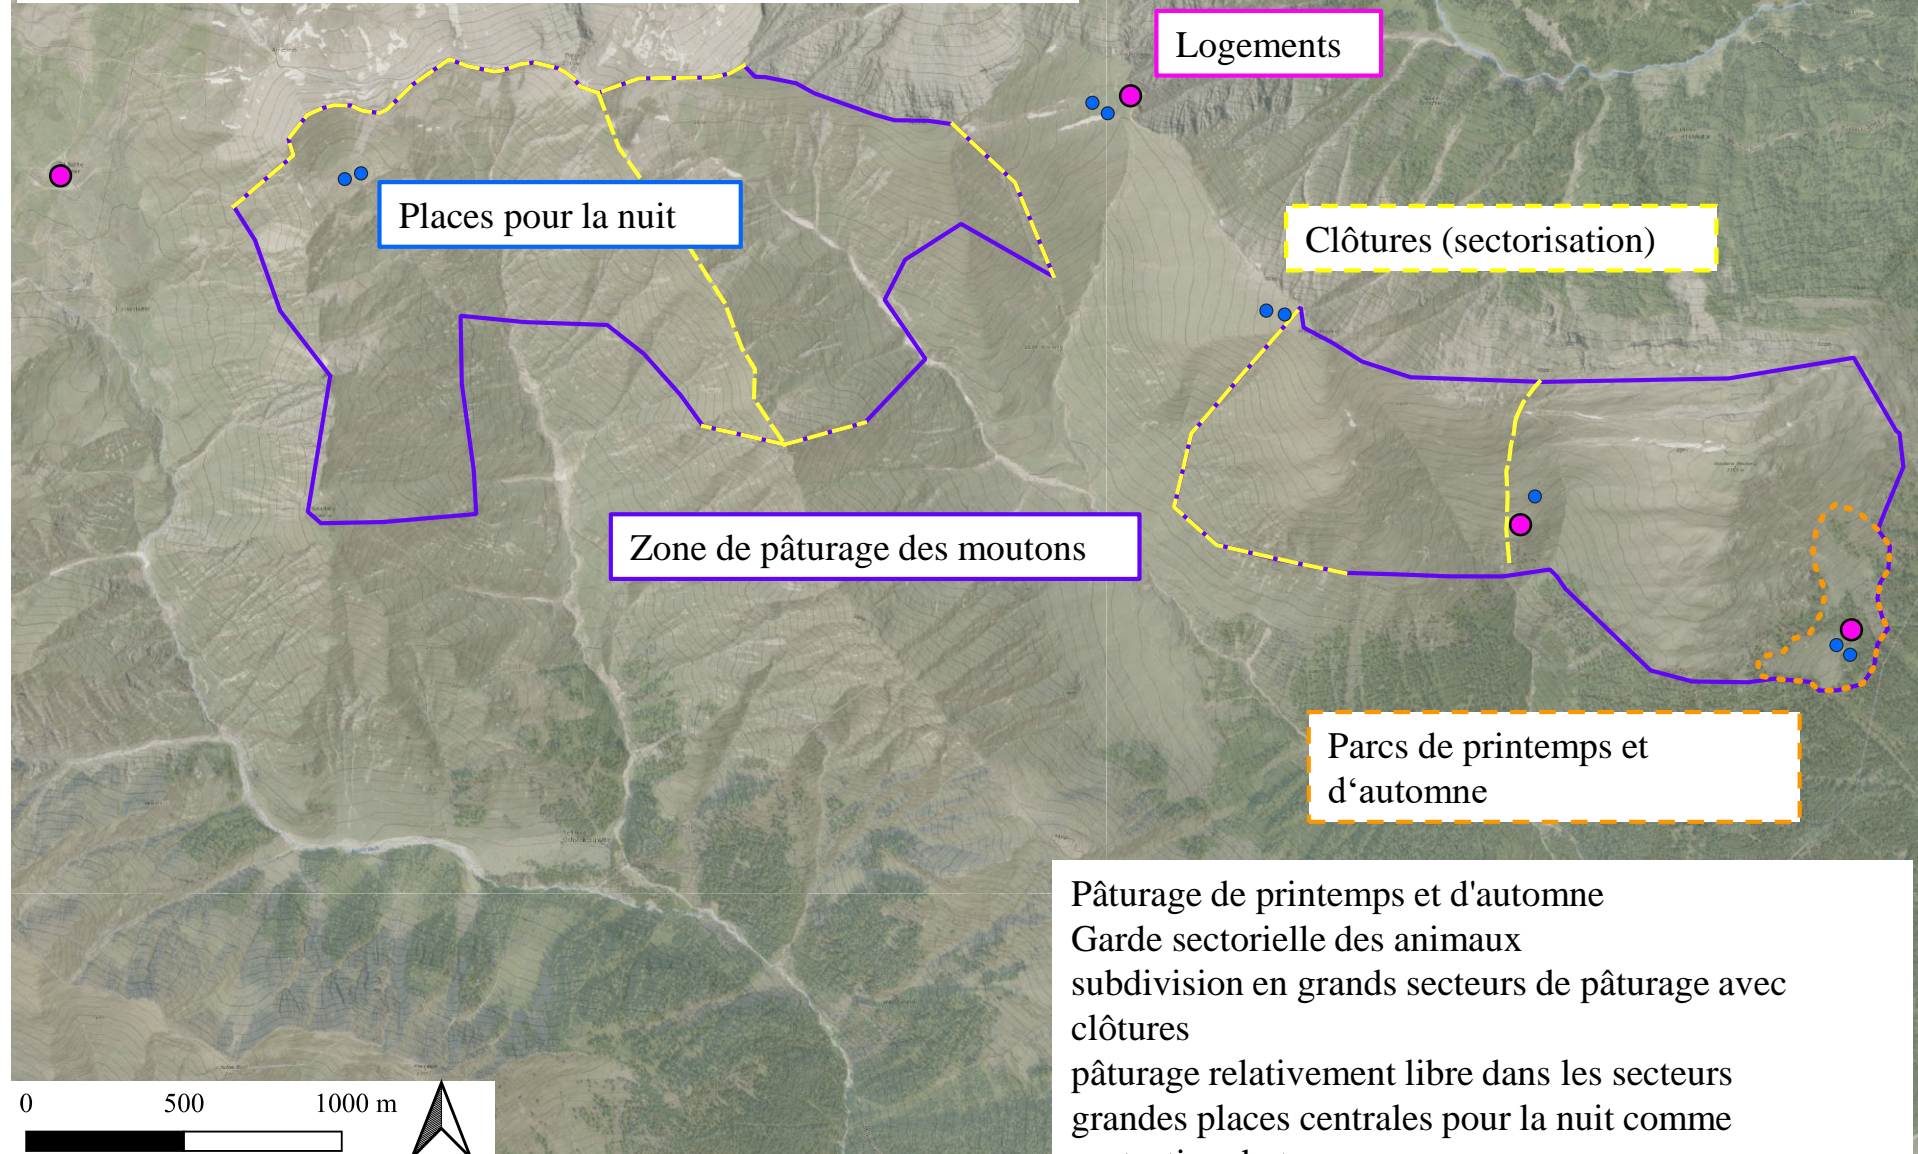 Logements
Places pour la nuit
Clôtures (sectorisation)
Zone de pâturage des moutons
Parcs de printemps et
d‘automne
Pâturage de printemps et d'automne
Garde sectorielle des animaux
subdivision en grands secteurs de pâturage avec
clôtures
pâturage relativement libre dans les secteurs
grandes places centrales pour la nuit comme
0 500 1000 m